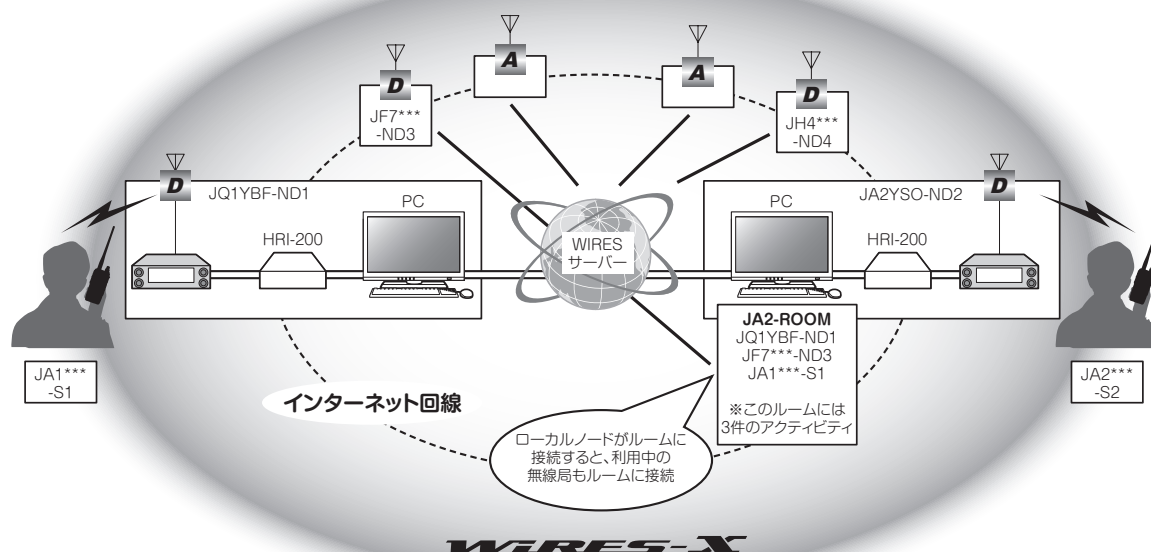 A
A
D
JF7***
-ND3
D
JH4***
-ND4
D
JQ1YBF-ND1
PC
HRI-200
WIRES
サーバー
PC
JA2YSO-ND2
D
HRI-200
JA1***
-S1
JA2***
-S2
JA2-ROOM
JQ1YBF-ND1
JF7***-ND3
JA1***-S1
※このルームには
3件のアクティビティ
インターネット回線
ローカルノードがルームに
接続すると、利用中の
無線局もルームに接続
WiRES-X